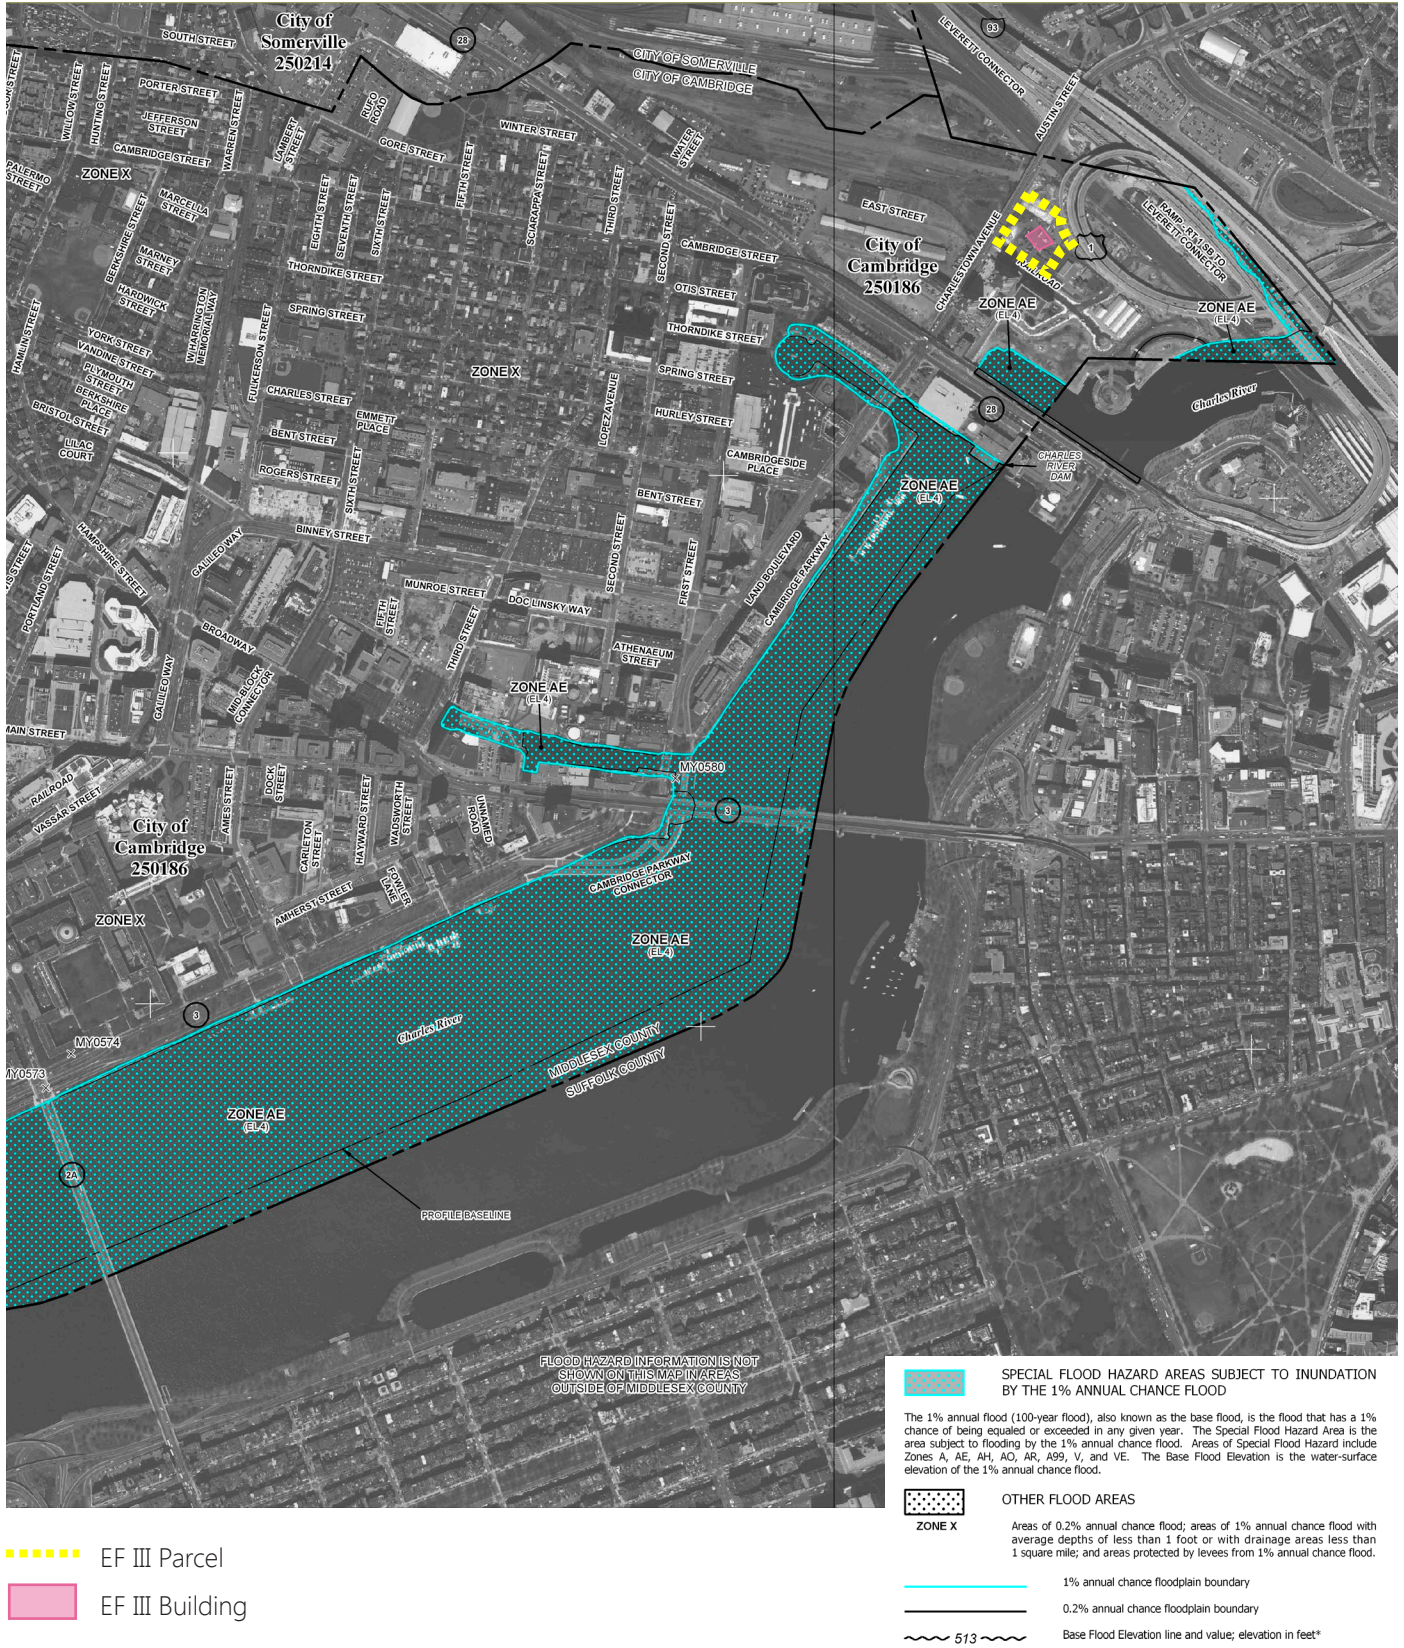 City of
Somerville
250214
SOUTH STREET
28
93
LEVERETT CONNECTOR
CITY OF SOMERVILLE
CITY OF CAMBRIDGE
WILLOW STREET
HUNTING STREET
PORTER STREET
JEFFERSON
STREET
CAMBRIDGE STREET
WARREN STREET
LAMBERT
STREET
RUFO
ROAD
GORE STREET
WINTER STREET
WATER
STREET
AUSTIN STREET
PALERMO
STREET
ZONE X
MARCELLA
STREET
BERKSHIRE STREET
MARNEY
STREET
HARDWICK
STREET
EIGHTH STREET
SEVENTH STREET
SIXTH STREET
FIFTH STREET
SCIARAPPA STREET
THIRD STREET
SECOND STREET
EAST STREET
CAMBRIDGE STREET
City of
Cambridge
250186
CHARLESTOWN AVENUE
RAILROAD
1
RAMP - RT 1 SB TO
LEVERETT CONNECTOR
THORNDIKE STREET
OTIS STREET
ZONE AE
(EL 4)
ZONE AE
(EL 4)
HAMLIN STREET
YORK STREET
VANDINE STREET
PLYMOUTH
STREET
BERKSHIRE
PLACE
BRISTOL STREET
LILAC
COURT
WHARRINGTON
MEMORIAL WAY
FULKERSON STREET
SPRING STREET
THORNDIKE STREET
ZONE X
SPRING STREET
CHARLES STREET
EMMETT
PLACE
LOPEZ AVENUE
HURLEY STREET
28
Charles River
BENT STREET
CAMBRIDGESIDE
PLACE
CHARLES
RIVER
DAM
ROGERS STREET
SIXTH STREET
BENT STREET
ZONE AE
(EL 4)
HAMPSHIRE STREET
PORTLAND STREET
GALILEO WAY
BINNEY STREET
SECOND STREET
FIRST STREET
LAND BOULEVARD
CAMBRIDGE PARKWAY
MUNROE STREET
DOC LINSKY WAY
FIFTH
STREET
THIRD STREET
BROADWAY
ATHENAEUM
STREET
GALILEO WAY
MID-BLOCK
CONNECTOR
ZONE AE
(EL 4)
MAIN STREET
MY0580
RAILROAD
VASSAR STREET
AMES STREET
DOCK
STREET
CARLETON
STREET
HAYWARD STREET
WADSWORTH
STREET
UNNAMED
ROAD
3
City of
Cambridge
250186
AMHERST STREET
FOWLER
LANE
CAMBRIDGE PARKWAY
CONNECTOR
ZONE X
ZONE AE
(EL 4)
3
Charles River
MY0574
MIDDLESEX COUNTY
SUFFOLK COUNTY
MY0573
ZONE AE
(EL 4)
2A
PROFILE BASELINE
FLOOD HAZARD INFORMATION IS NOT
SHOWN ON THIS MAP IN AREAS
OUTSIDE OF MIDDLESEX COUNTY
SPECIAL FLOOD HAZARD AREAS SUBJECT TO INUNDATION
BY THE 1% ANNUAL CHANCE FLOOD
The 1% annual flood (100-year flood), also known as the base flood, is the flood that has a 1%
chance of being equaled or exceeded in any given year. The Special Flood Hazard Area is the
area subject to flooding by the 1% annual chance flood. Areas of Special Flood Hazard include
Zones A, AE, AH, AO, AR, A99, V, and VE. The Base Flood Elevation is the water-surface
elevation of the 1% annual chance flood.
OTHER FLOOD AREAS
ZONE X
Areas of 0.2% annual chance flood; areas of 1% annual chance flood with
average depths of less than 1 foot or with drainage areas less than
1 square mile; and areas protected by levees from 1% annual chance flood.
1% annual chance floodplain boundary
0.2% annual chance floodplain boundary
513
Base Flood Elevation line and value; elevation in feet*
EF III Parcel
EF III Building